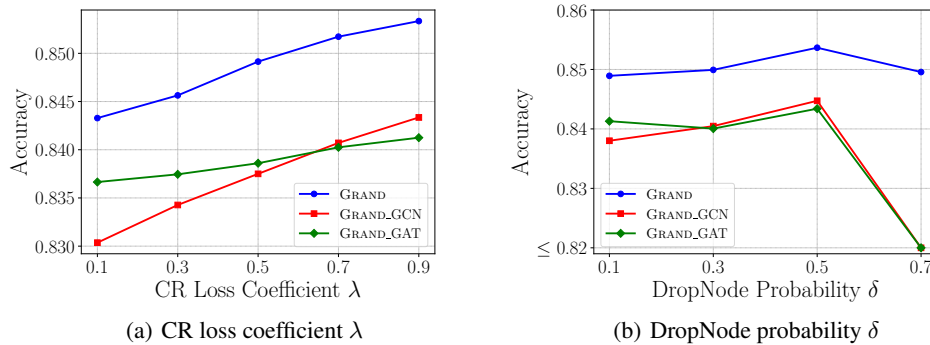 0.850
0.845
0.840
0.835
0.830
Accuracy
GRAND
GRAND_GCN
GRAND_GAT
0.1 0.3 0.5 0.7 0.9
CR Loss Coefficient λ
(a) CR loss coefficient λ
0.86
0.85
0.84
0.83
≤ 0.82
Accuracy
GRAND
GRAND_GCN
GRAND_GAT
0.1 0.3 0.5 0.7
DropNode Probability δ
(b) DropNode probability δ